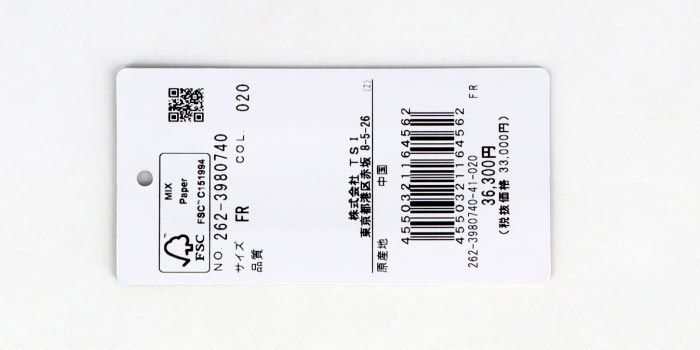 MIX
Paper
FSC
FSC™ C151994
NO. 262-3980740
COL 020
サイズ FR
品質
株式会社 TSI
東京都港区赤坂 8-5-26
(2)
原産地 中国
4550321164562
4550321164562
262-3980740-41-020
FR
36,300円
(税抜価格 33,000円)